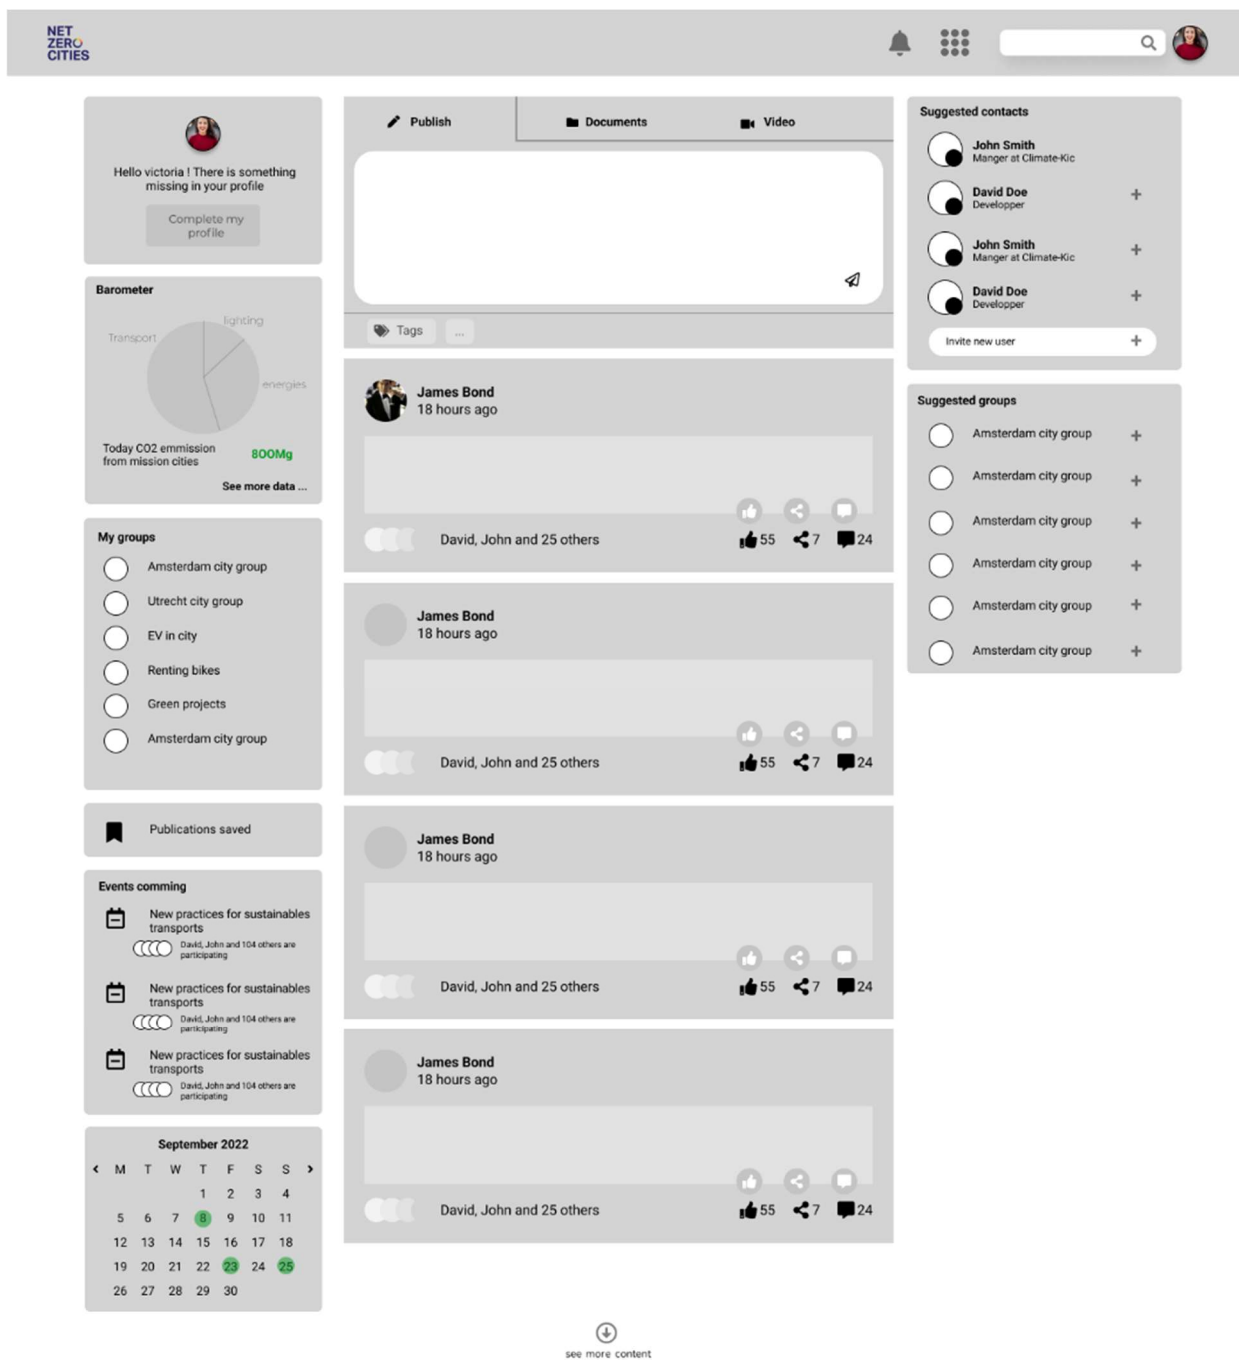 NET
ZERO
CITIES
Hello victoria ! There is something
missing in your profile
Complete my
profile
Barometer
lighting
Transport
energies
Today CO2 emmission
from mission cities
800Mg
See more data ...
My groups
Amsterdam city group
Utrecht city group
EV in city
Renting bikes
Green projects
Amsterdam city group
Publications saved
Events comming
New practices for sustainables
transports
David, John and 104 others are
participating
New practices for sustainables
transports
David, John and 104 others are
participating
New practices for sustainables
transports
David, John and 104 others are
participating
September 2022
< M T W T F S S >
1 2 3 4
5 6 7 8 9 10 11
12 13 14 15 16 17 18
19 20 21 22 23 24 25
26 27 28 29 30
Publish Documents Video
Tags ...
James Bond
18 hours ago
David, John and 25 others 55 7 24
James Bond
18 hours ago
David, John and 25 others 55 7 24
James Bond
18 hours ago
David, John and 25 others 55 7 24
James Bond
18 hours ago
David, John and 25 others 55 7 24
see more content
Suggested contacts
John Smith
Manger at Climate-Kic
David Doe
Developper
+
John Smith
Manger at Climate-Kic
+
David Doe
Developper
+
Invite new user +
Suggested groups
Amsterdam city group +
Amsterdam city group +
Amsterdam city group +
Amsterdam city group +
Amsterdam city group +
Amsterdam city group +